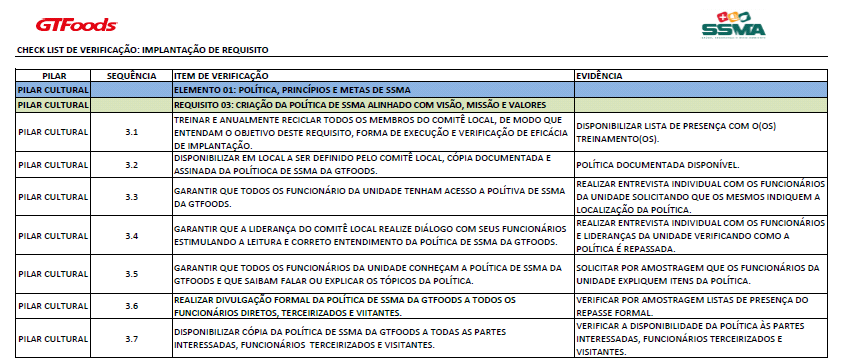 GTFoods
SSMA
CHECK LIST DE VERIFICAÇÃO: IMPLANTAÇÃO DE REQUISITO
PILAR SEQUÊNCIA ITEM DE VERIFICAÇÃO EVIDÊNCIA
PILAR CULTURAL ELEMENTO 01: POLÍTICA, PRINCÍPIOS E METAS DE SSMA
PILAR CULTURAL REQUISITO 03: CRIAÇÃO DA POLÍTICA DE SSMA ALINHADO COM VISÃO, MISSÃO E VALORES
PILAR CULTURAL 3.1
TREINAR E ANUALMENTE RECICLAR TODOS OS MEMBROS DO COMITÊ LOCAL, DE MODO QUE
ENTENDAM O OBJETIVO DESTE REQUISITO, FORMA DE EXECUÇÃO E VERIFICAÇÃO DE EFICÁCIA
DE IMPLANTAÇÃO.
DISPONIBILIZAR LISTA DE PRESENÇA COM O(OS)
TREINAMENTO(OS).
PILAR CULTURAL 3.2
DISPONIBILIZAR EM LOCAL A SER DEFINIDO PELO COMITÊ LOCAL, CÓPIA DOCUMENTADA E
ASSINADA DA POLÍTIOCA DE SSMA DA GTFOODS.
POLÍTICA DOCUMENTADA DISPONÍVEL.
PILAR CULTURAL 3.3
GARANTIR QUE TODOS OS FUNCIONÁRIO DA UNIDADE TENHAM ACESSO A POLÍTIVA DE SSMA
DA GTFOODS.
REALIZAR ENTREVISTA INDIVIDUAL COM OS FUNCIONÁRIOS
DA UNIDADE SOLICITANDO QUE OS MESMOS INDIQUEM A
LOCALIZAÇÃO DA POLÍTICA.
PILAR CULTURAL 3.4
GARANTIR QUE A LIDERANÇA DO COMITÊ LOCAL REALIZE DIÁLOGO COM SEUS FUNCIONÁRIOS
ESTIMULANDO A LEITURA E CORRETO ENTENDIMENTO DA POLÍTICA DE SSMA DA GTFOODS.
REALIZAR ENTREVISTA INDIVIDUAL COM OS FUNCIONÁRIOS
E LIDERANÇAS DA UNIDADE VERIFICANDO COMO A
POLÍTICA É REPASSADA.
PILAR CULTURAL 3.5
GARANTIR QUE TODOS OS FUNCIONÁRIOS DA UNIDADE CONHEÇAM A POLÍTICA DE SSMA DA
GTFOODS E QUE SAIBAM FALAR OU EXPLICAR OS TÓPICOS DA POLÍTICA.
SOLICITAR POR AMOSTRAGEM QUE OS FUNCIONÁRIOS DA
UNIDADE EXPLIQUEM ITENS DA POLÍTICA.
PILAR CULTURAL 3.6
REALIZAR DIVULGAÇÃO FORMAL DA POLÍTICA DE SSMA DA GTFOODS A TODOS OS
FUNCIONÁRIOS DIRETOS, TERCEIRIZADOS E VIITANTES.
VERIFICAR POR AMOSTRAGEM LISTAS DE PRESENÇA DO
REPASSE FORMAL.
PILAR CULTURAL 3.7
DISPONIBILIZAR CÓPIA DA POLÍTICA DE SSMA DA GTFOODS A TODAS AS PARTES
INTERESSADAS, FUNCIONÁRIOS TERCEIRIZADOS E VISITANTES.
VERIFICAR A DISPONIBILIDADE DA POLÍTICA ÀS PARTES
INTERESSADAS, FUNCIONÁRIOS TERCEIRIZADOS E
VISITANTES.